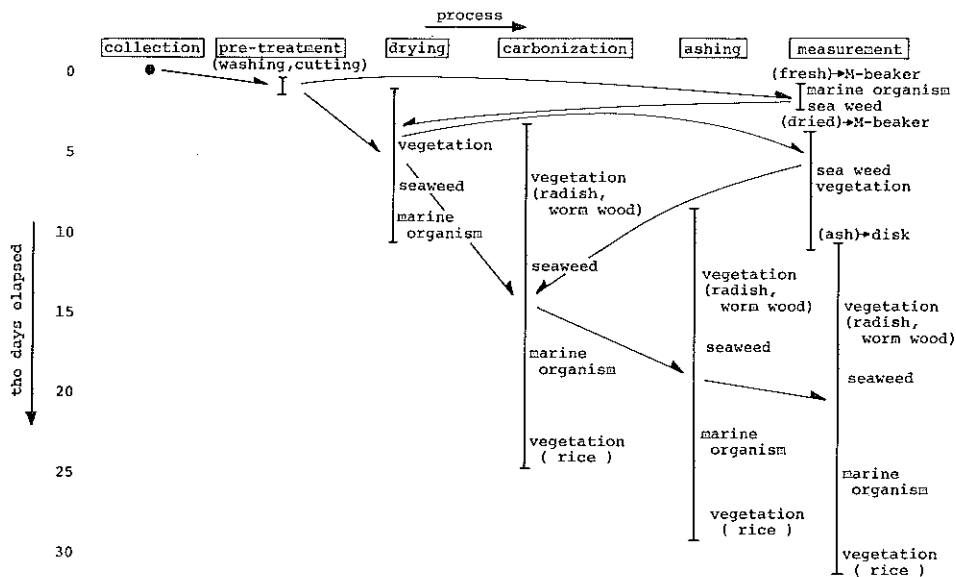 process
collection
pre-treatment
drying
carbonization
ashing
measurement
(washing,cutting)
0
5
10
15
20
25
30
tho days olapsed
vegetation
seaweed
marine
organism
vegetation
(radish,
worm wood)
seaweed
marine
organism
vegetation
( rice )
vegetation
(radish,
worm wood)
seaweed
marine
organism
vegetation
( rice )
(fresh)→M-beaker
marine organism
sea weed
(dried)→M-beaker
sea weed
vegetation
(ash)→disk
vegetation
(radish,
worm wood)
seaweed
marine
organism
vegetation
( rice )